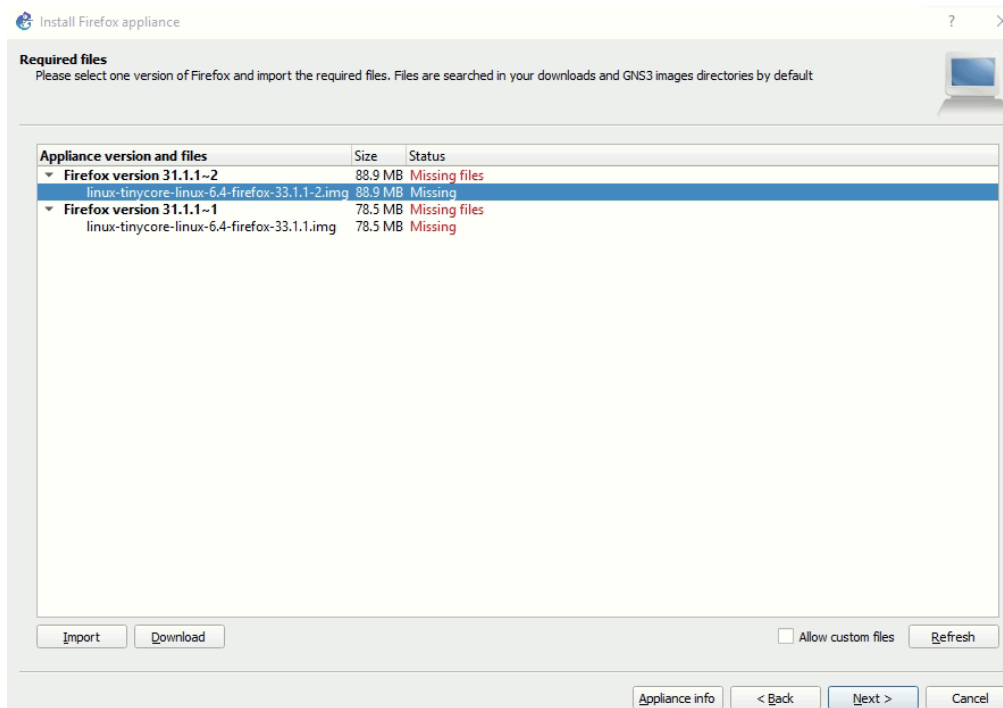 Install Firefox appliance
?
Required files
Please select one version of Firefox and import the required files. Files are searched in your downloads and GNS3 images directories by default
Appliance version and files Size Status
Firefox version 31.1.1~2 88.9 MB Missing files
linux-tinycore-linux-6.4-firefox-33.1.1-2.img 88.9 MB Missing
Firefox version 31.1.1~1 78.5 MB Missing files
linux-tinycore-linux-6.4-firefox-33.1.1.img 78.5 MB Missing
Import Download Allow custom files Refresh
Appliance info < Back Next > Cancel